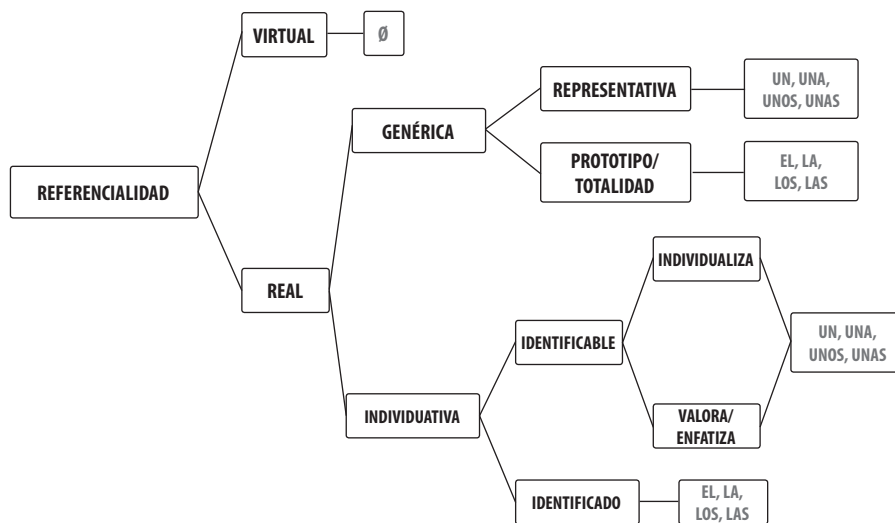 VIRTUAL
Ø
REPRESENTATIVA
UN, UNA,
UNOS, UNAS
GENÉRICA
PROTOTIPO/
TOTALIDAD
EL, LA,
LOS, LAS
REFERENCIALIDAD
REAL
INDIVIDUALIZA
IDENTIFICABLE
UN, UNA,
UNOS, UNAS
INDIVIDUATIVA
VALORA/
ENFATIZA
IDENTIFICADO
EL, LA,
LOS, LAS